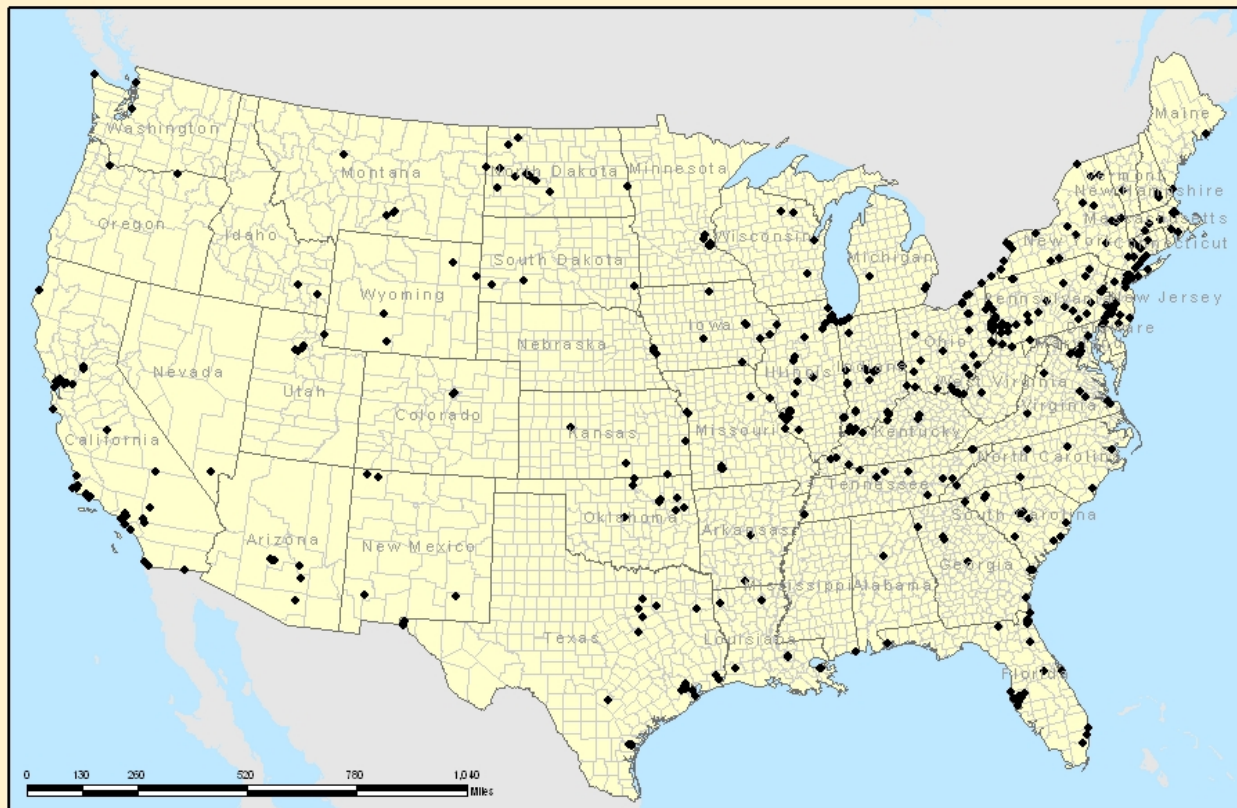 Washington
Montana
North Dakota
Minnesota
Maine
Vermont
New Hampshire
Oregon
Idaho
Wisconsin
Massachusetts
New York
Connecticut
South Dakota
Michigan
Wyoming
Pennsylvania
New Jersey
Iowa
Delaware
Nebraska
Ohio
Nevada
Illinois
Indiana
Utah
Colorado
West Virginia
Virginia
California
Kansas
Missouri
Kentucky
North Carolina
Tennessee
Oklahoma
Arkansas
South Carolina
Arizona
New Mexico
Georgia
Mississippi
Alabama
Texas
Louisiana
Florida
0 130 260 520 780 1,040
Miles